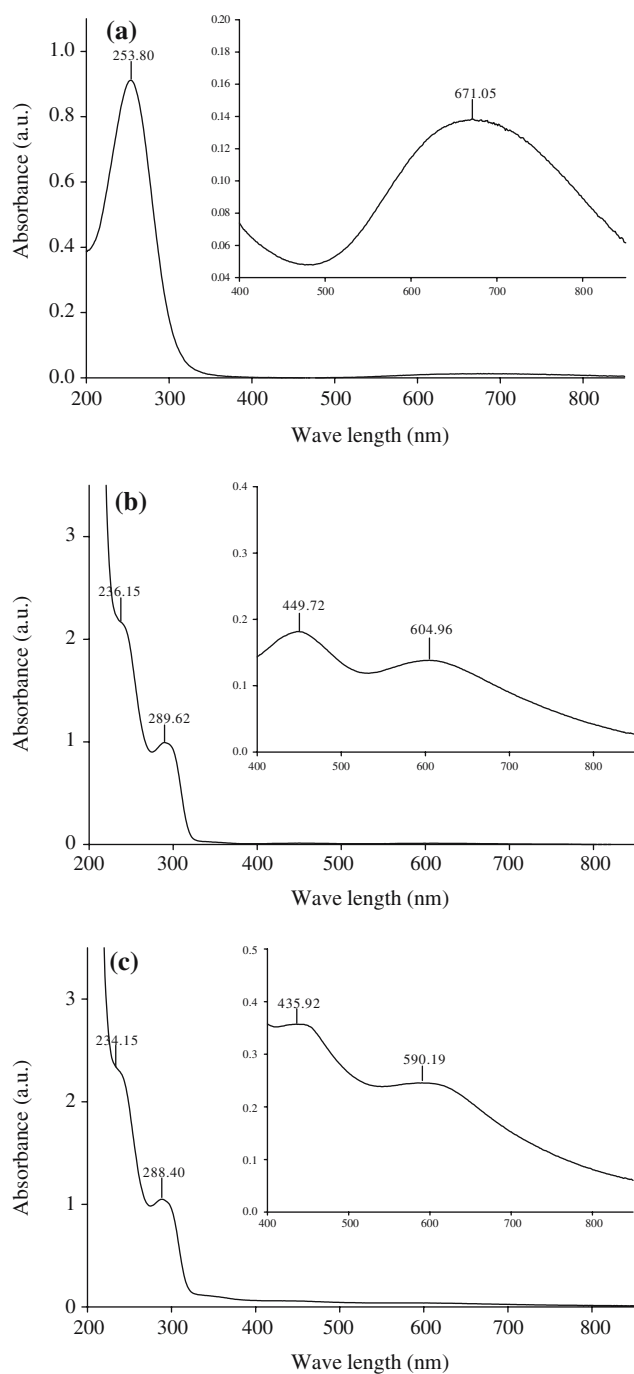 (a)
253.80
1.0
0.8
0.6
0.4
0.2
0.0
Absorbance (a.u.)
200 300 400 500 600 700 800
Wave length (nm)
0.20
0.18
0.16
0.14
0.12
0.10
0.08
0.06
0.04
671.05
400 500 600 700 800
(b)
236.15
289.62
3
2
1
0
Absorbance (a.u.)
200 300 400 500 600 700 800
Wave length (nm)
0.4
0.3
0.2
0.1
0.0
449.72
604.96
400 500 600 700 800
(c)
234.15
288.40
3
2
1
0
Absorbance (a.u.)
200 300 400 500 600 700 800
Wave length (nm)
0.5
0.4
0.3
0.2
0.1
0.0
435.92
590.19
400 500 600 700 800